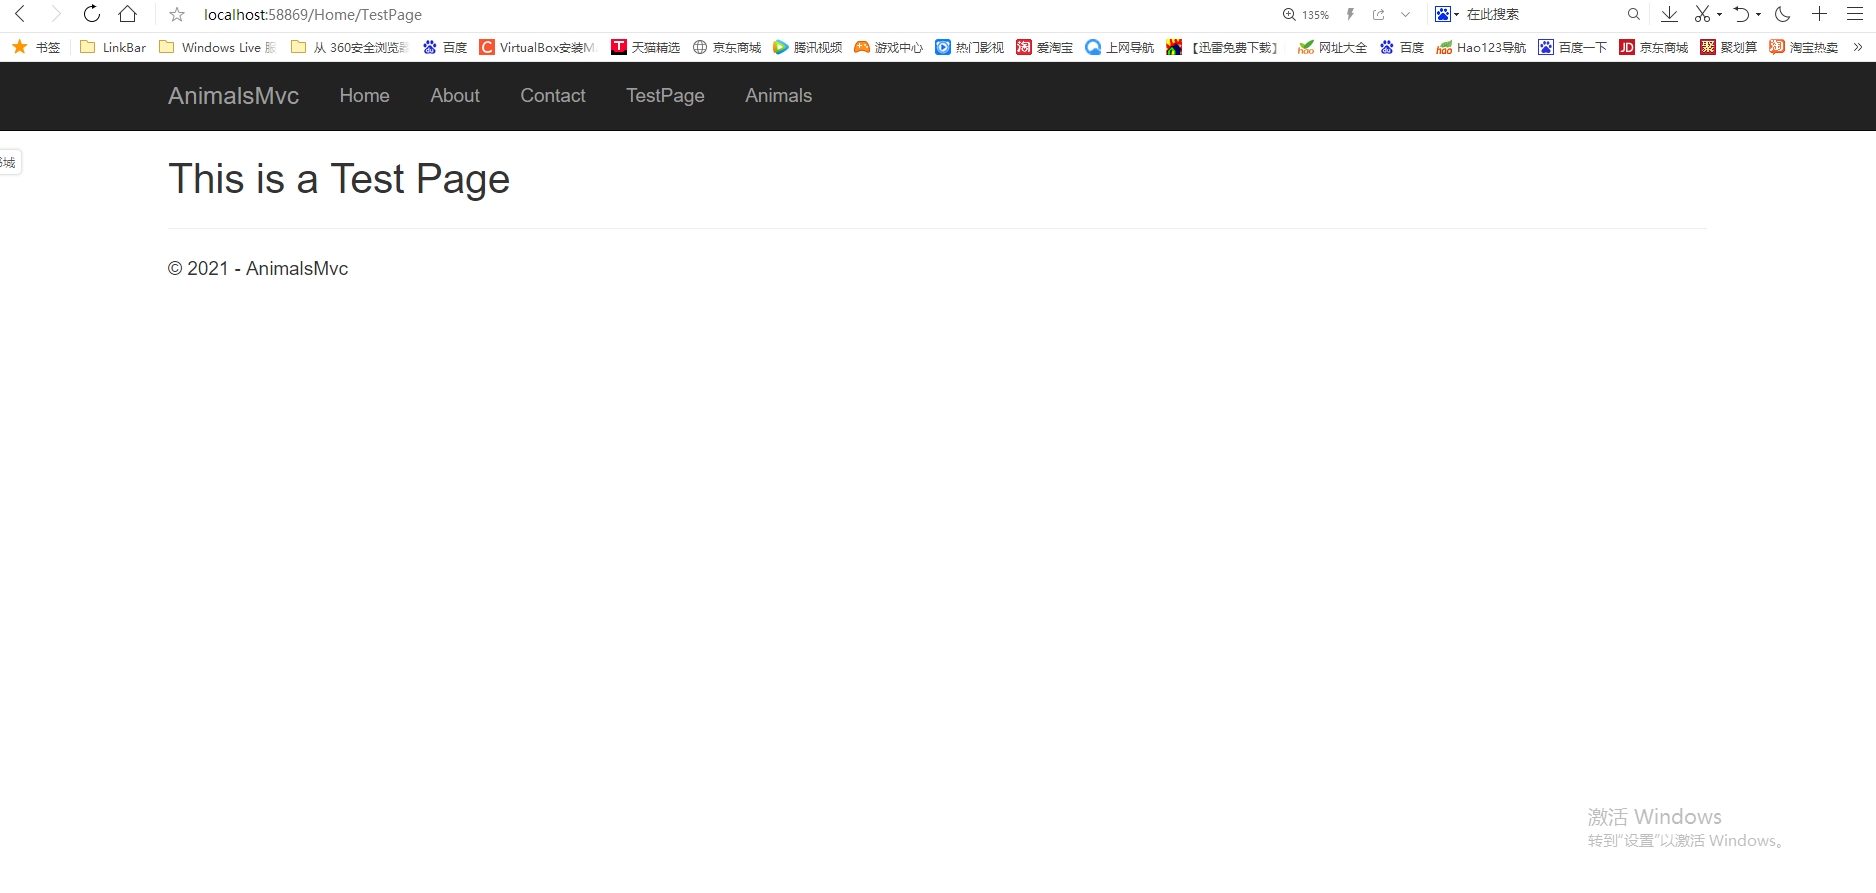 localhost:58869/Home/TestPage 135% 在此搜索
书签 LinkBar Windows Live 从 360安全浏览器 百度 VirtualBox安装M 天猫精选 京东商城 腾讯视频 游戏中心 热门影视 爱淘宝 上网导航 【迅雷免费下载】 网址大全 百度 Hao123导航 百度一下 京东商城 聚划算 淘宝热卖
AnimalsMvc Home About Contact TestPage Animals
城
This is a Test Page
© 2021 - AnimalsMvc
激活 Windows
转到“设置”以激活 Windows。